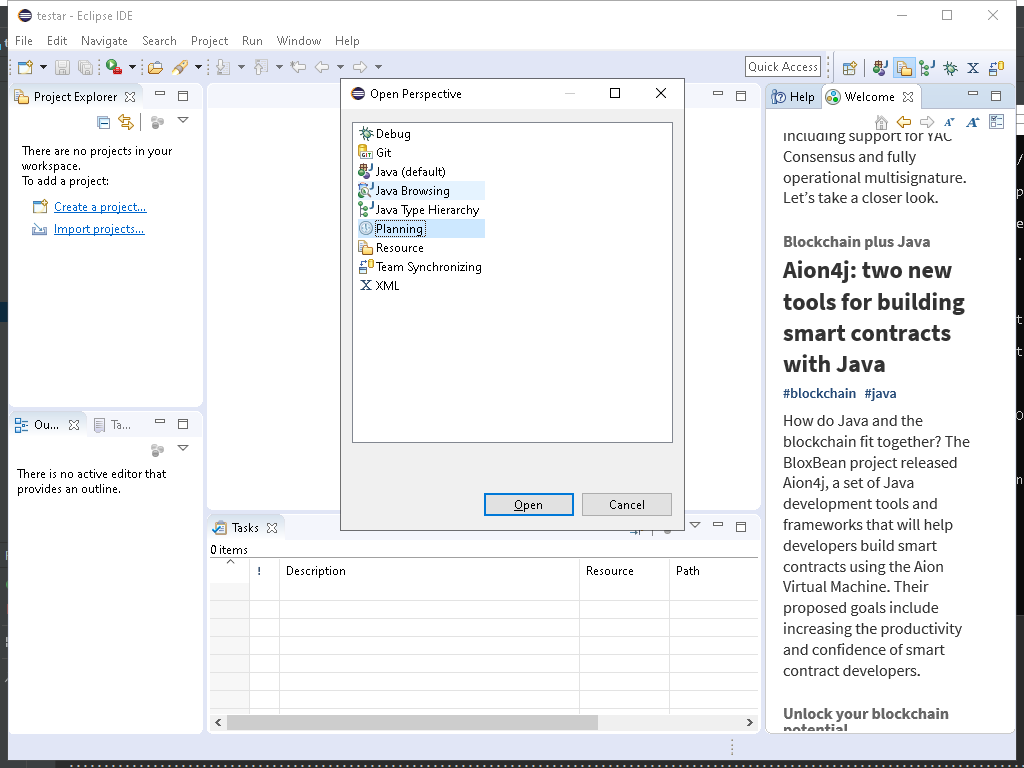 testar - Eclipse IDE
File Edit Navigate Search Project Run Window Help
Quick Access
Project Explorer
There are no projects in your
workspace.
To add a project:
Create a project...
Import projects...
Ou...
Ta...
There is no active editor that
provides an outline.
Open Perspective
Debug
Git
Java (default)
Java Browsing
Java Type Hierarchy
Planning
Resource
Team Synchronizing
XML
Open Cancel
Tasks
0 items
! Description Resource Path
Help Welcome
including support for YAC
Consensus and fully
operational multisignature.
Let’s take a closer look.
Blockchain plus Java
Aion4j: two new
tools for building
smart contracts
with Java
#blockchain #java
How do Java and the
blockchain fit together? The
BloxBean project released
Aion4j, a set of Java
development tools and
frameworks that will help
developers build smart
contracts using the Aion
Virtual Machine. Their
proposed goals include
increasing the productivity
and confidence of smart
contract developers.
Unlock your blockchain
potential